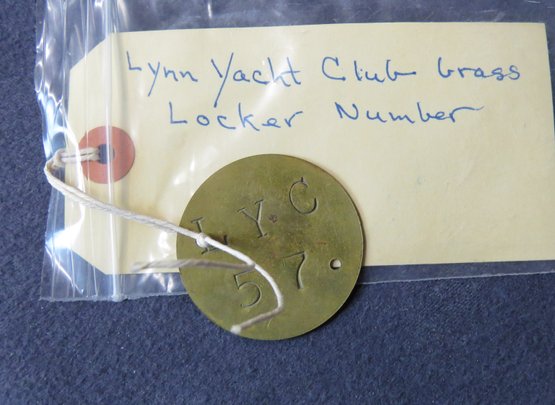 Lynn Yacht Club brass
Locker Number
L Y C
57